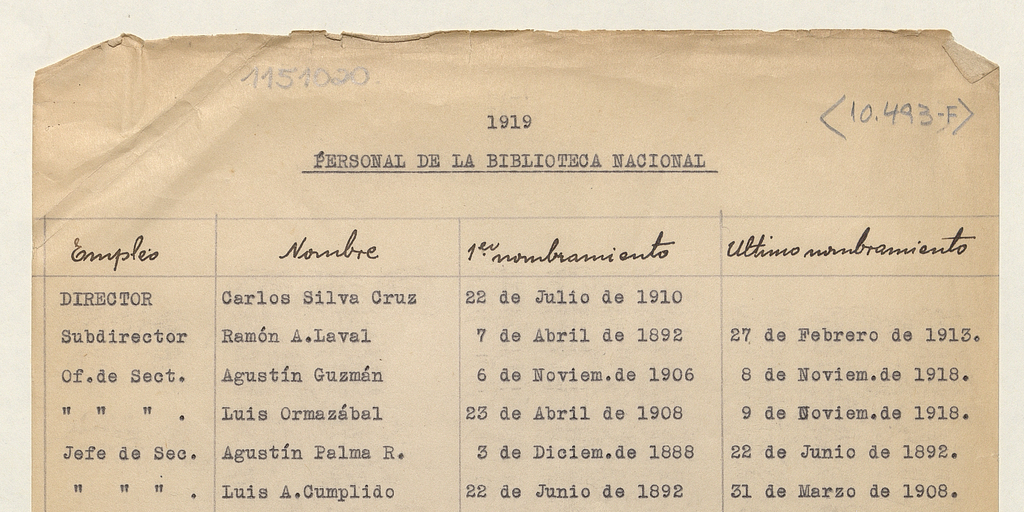 1151020.
<10.493-F>
1919
PERSONAL DE LA BIBLIOTECA NACIONAL
Empleo Nombre 1er nombramiento Ultimo nombramiento
DIRECTOR Carlos Silva Cruz 22 de Julio de 1910
Subdirector Ramón A.Laval 7 de Abril de 1892 27 de Febrero de 1913.
Of.de Sect. Agustín Guzmán 6 de Noviem.de 1906 8 de Noviem.de 1918.
" " " . Luis Ormazábal 23 de Abril de 1908 9 de Noviem.de 1918.
Jefe de Sec. Agustín Palma R. 3 de Diciem.de 1888 22 de Junio de 1892.
" " " . Luis A.Cumplido 22 de Junio de 1892 31 de Marzo de 1908.